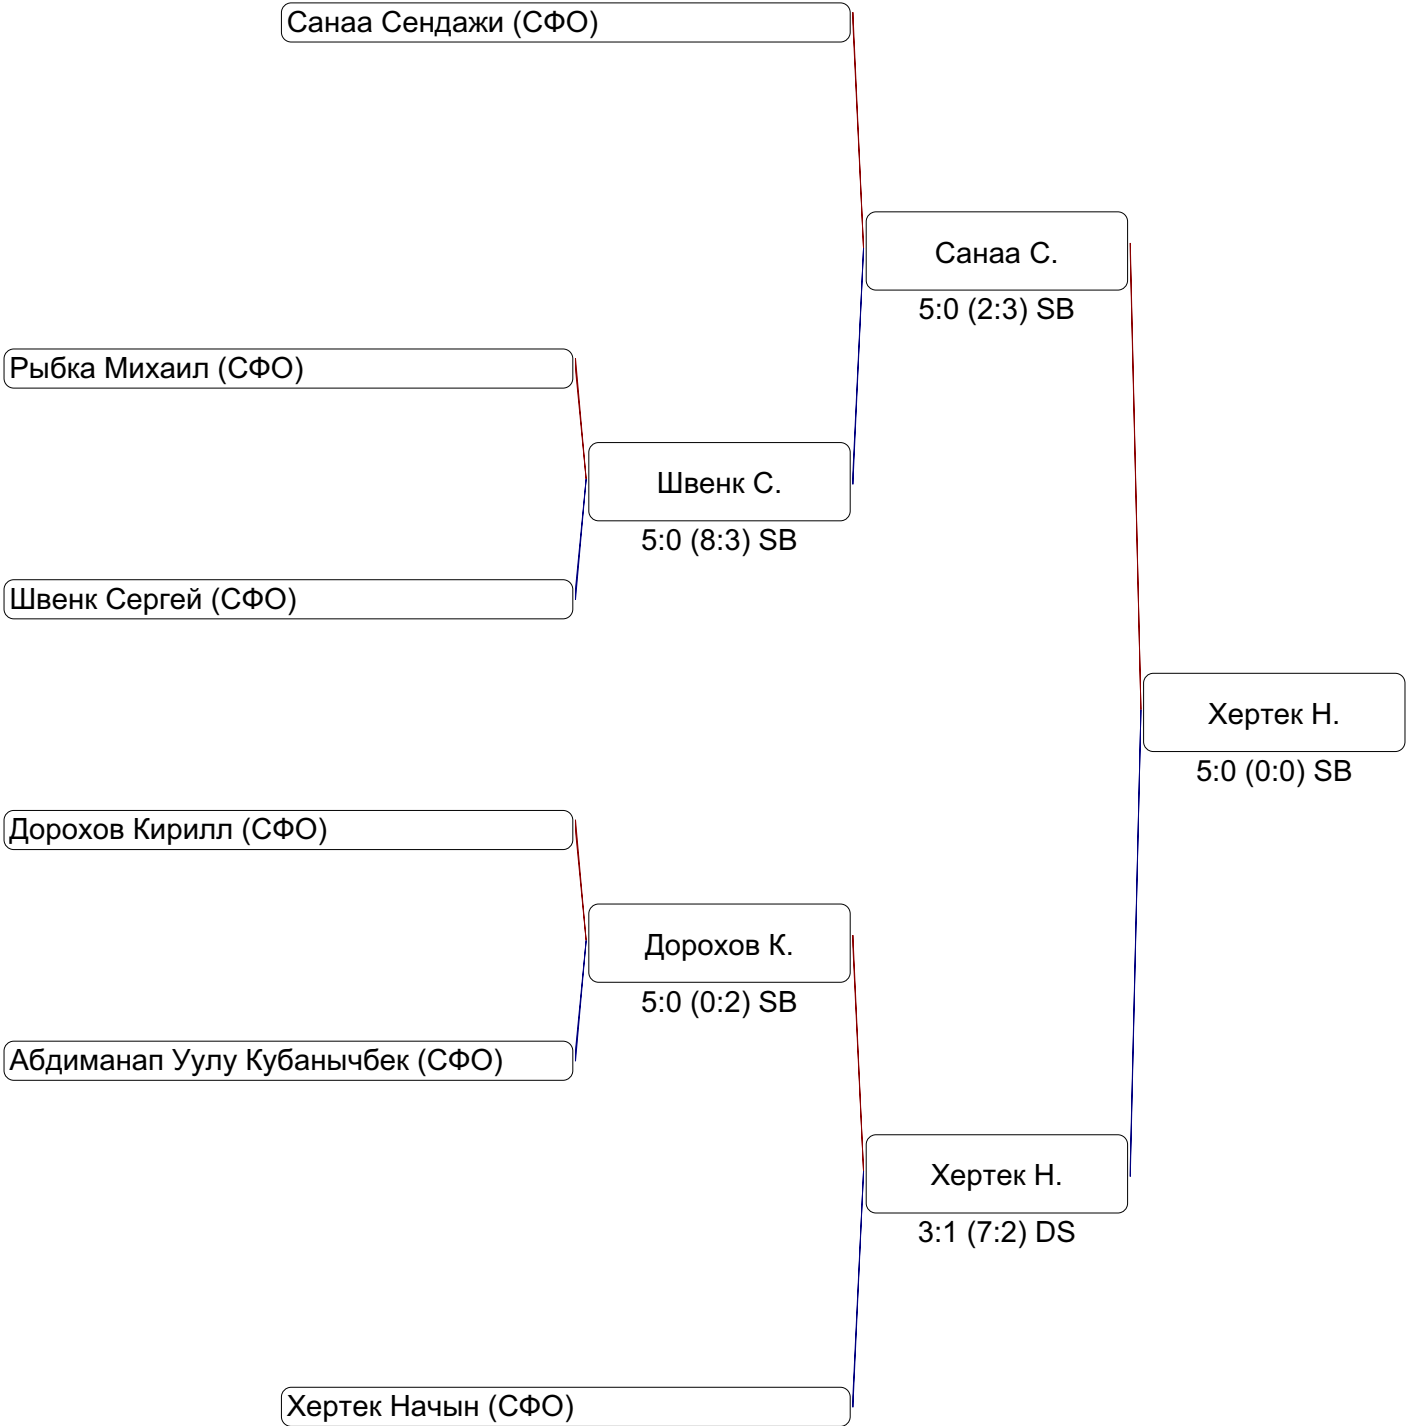 Санаа Сендажи (СФО)
Санаа С.
5:0 (2:3) SB
Рыбка Михаил (СФО)
Швенк С.
5:0 (8:3) SB
Швенк Сергей (СФО)
Хертек Н.
5:0 (0:0) SB
Дорохов Кирилл (СФО)
Дорохов К.
5:0 (0:2) SB
Абдиманап Уулу Кубанычбек (СФО)
Хертек Н.
3:1 (7:2) DS
Хертек Начын (СФО)